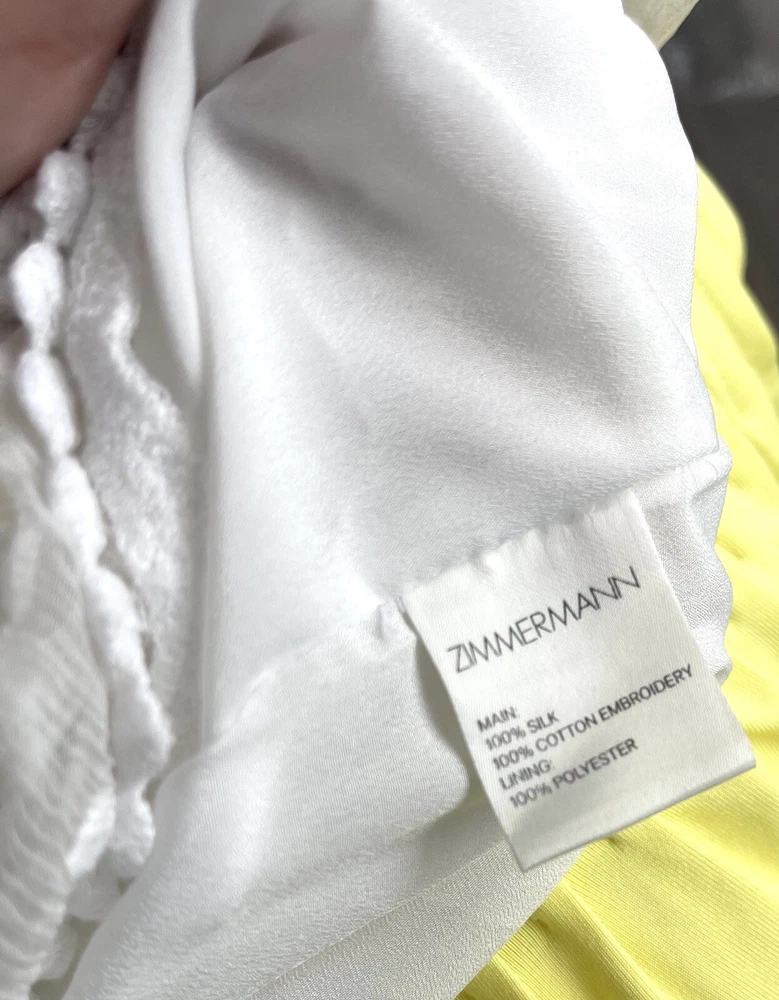 ZIMMERMANN
MAIN:
100% SILK
100% COTTON EMBROIDERY
LINING:
100% POLYESTER